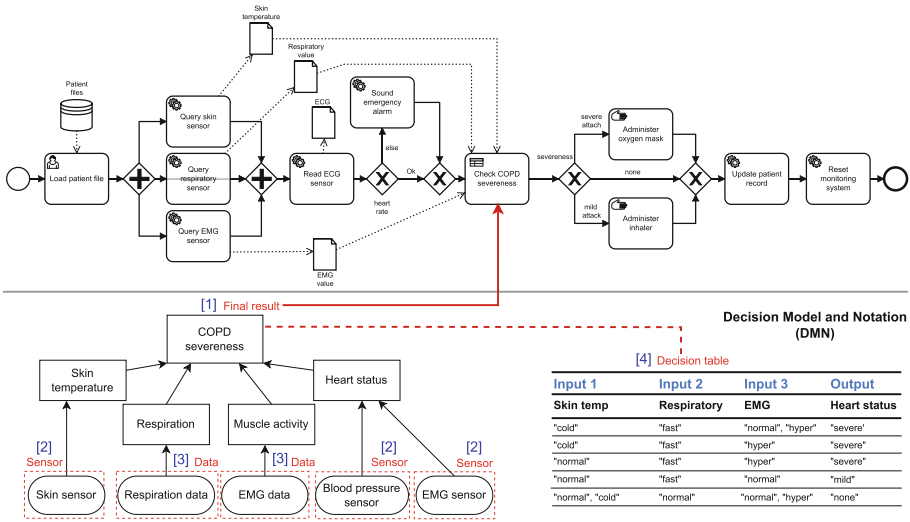 Skin
temperature
Respiratory
value
Patient
files
ECG
Sound
emergency
alarm
Query skin
sensor
severe
attach
Administer
oxygen mask
else
Load patient file
Query
respiratory
sensor
Read ECG
sensor
Ok
heart
rate
Check COPD
severeness
severeness
none
Update patient
record
Reset
monitoring
system
Query EMG
sensor
mild
attack
Administer
inhaler
EMG
value
[1] Final result
Decision Model and Notation
(DMN)
COPD
severeness
[4] Decision table
Skin
temperature
Heart status
Respiration
Muscle activity
[2]
Sensor
[3] Data
[3] Data
[2]
Sensor
[2]
Sensor
Skin sensor
Respiration data
EMG data
Blood pressure
sensor
EMG sensor
Input 1 Input 2 Input 3 Output
Skin temp Respiratory EMG Heart status
"cold" "fast" "normal", "hyper" "severe'
"cold" "fast" "hyper" "severe"
"normal" "fast" "hyper" "severe"
"normal" "fast" "normal" "mild"
"normal", "cold" "normal" "normal", "hyper" "none"